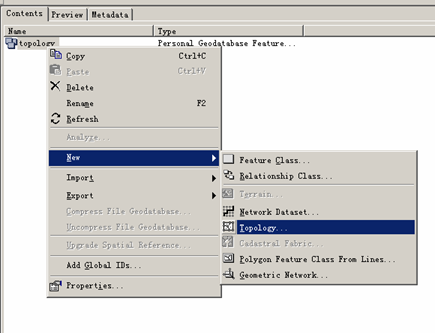 Contents Preview Metadata
Name Type
topology Personal Geodatabase Feature...
Copy Ctrl+C
Paste Ctrl+V
Delete
Rename F2
Refresh
Analyze...
New
Feature Class...
Import
Relationship Class...
Export
Terrain...
Compress File Geodatabase...
Network Dataset...
Uncompress File Geodatabase...
Topology...
Upgrade Spatial Reference...
Cadastral Fabric...
Add Global IDs...
Polygon Feature Class From Lines...
Properties...
Geometric Network...